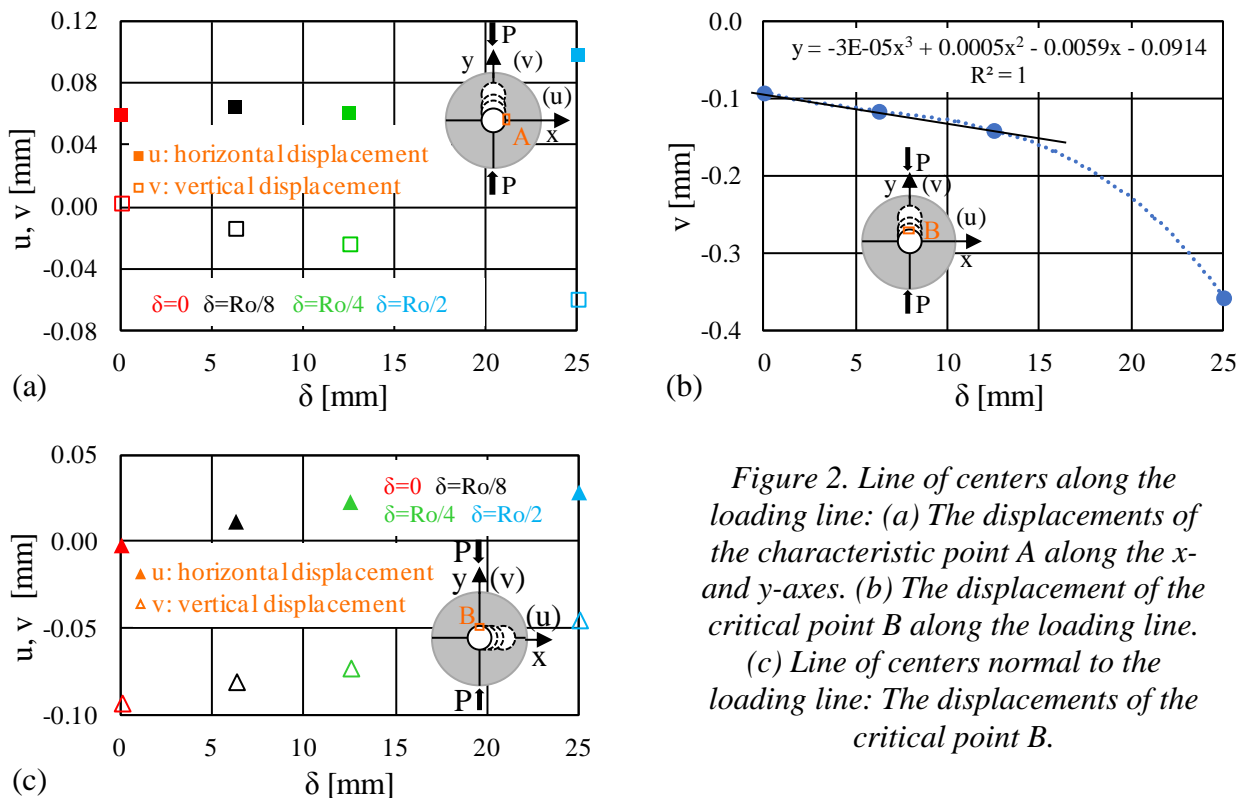 0.12
0.08
0.04
0.00
-0.04
-0.08
u, v [mm]
P
y (v)
(u)
A
x
P
■ u: horizontal displacement
□ v: vertical displacement
δ=0 δ=Ro/8 δ=Ro/4 δ=Ro/2
0 5 10 15 20 25
(a)
δ [mm]
0.0
-0.1
-0.2
-0.3
-0.4
v [mm]
y = -3E-05x³ + 0.0005x² - 0.0059x - 0.0914
R² = 1
P
y (v)
(u)
B
x
P
0 5 10 15 20 25
(b)
δ [mm]
0.05
0.00
-0.05
-0.10
u, v [mm]
δ=0 δ=Ro/8
δ=Ro/4 δ=Ro/2
▲ u: horizontal displacement
△ v: vertical displacement
P
y (v)
B
(u)
x
P
0 5 10 15 20 25
(c)
δ [mm]
Figure 2. Line of centers along the
loading line: (a) The displacements of
the characteristic point A along the x-
and y-axes. (b) The displacement of the
critical point B along the loading line.
(c) Line of centers normal to the
loading line: The displacements of the
critical point B.